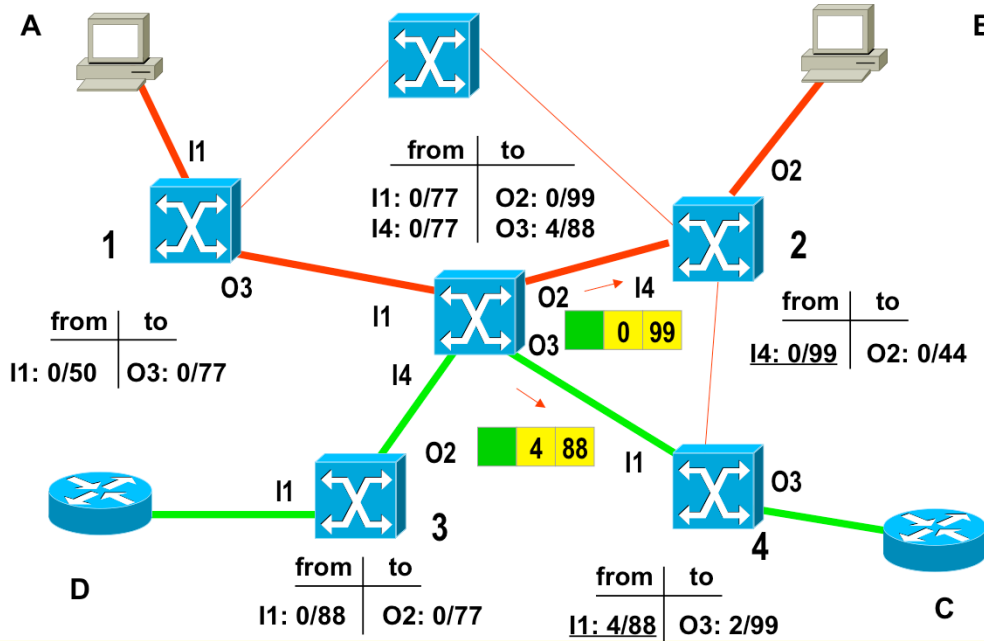 A
I1
from to
I1: 0/77 O2: 0/99
I4: 0/77 O3: 4/88
O2
1
2
O3
I1
O2
I4
from to
I4: 0/99 O2: 0/44
0 99
O3
from to
I1: 0/50 O3: 0/77
I4
O2
4 88
I1
I1
O3
3
4
D
from to
I1: 0/88 O2: 0/77
from to
I1: 4/88 O3: 2/99
C